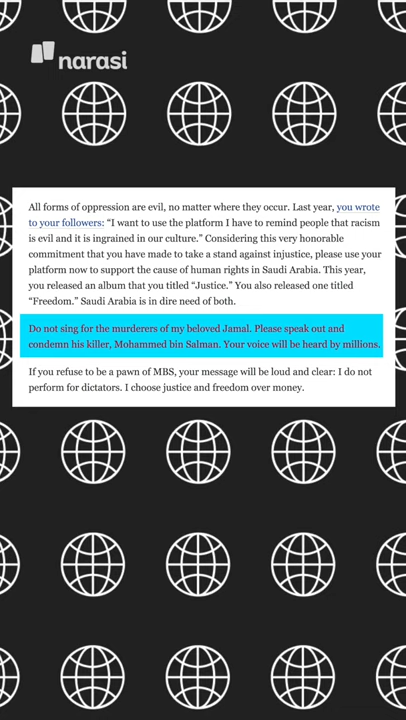 narasi
All forms of oppression are evil, no matter where they occur. Last year, you wrote
to your followers: “I want to use the platform I have to remind people that racism
is evil and it is ingrained in our culture.” Considering this very honorable
commitment that you have made to take a stand against injustice, please use your
platform now to support the cause of human rights in Saudi Arabia. This year,
you released an album that you titled “Justice.” You also released one titled
“Freedom.” Saudi Arabia is in dire need of both.
Do not sing for the murderers of my beloved Jamal. Please speak out and
condemn his killer, Mohammed bin Salman. Your voice will be heard by millions.
If you refuse to be a pawn of MBS, your message will be loud and clear: I do not
perform for dictators. I choose justice and freedom over money.